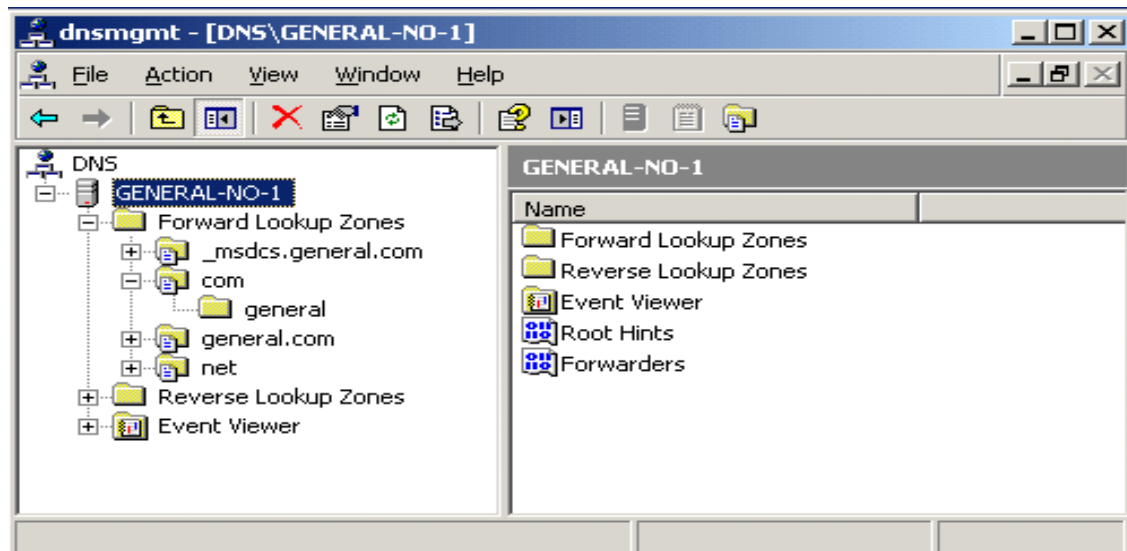 dnsmgmt - [DNS\GENERAL-NO-1]
File Action View Window Help
DNS
GENERAL-NO-1
Forward Lookup Zones
_msdcs.general.com
com
general
general.com
net
Reverse Lookup Zones
Event Viewer
GENERAL-NO-1
Name
Forward Lookup Zones
Reverse Lookup Zones
Event Viewer
Root Hints
Forwarders